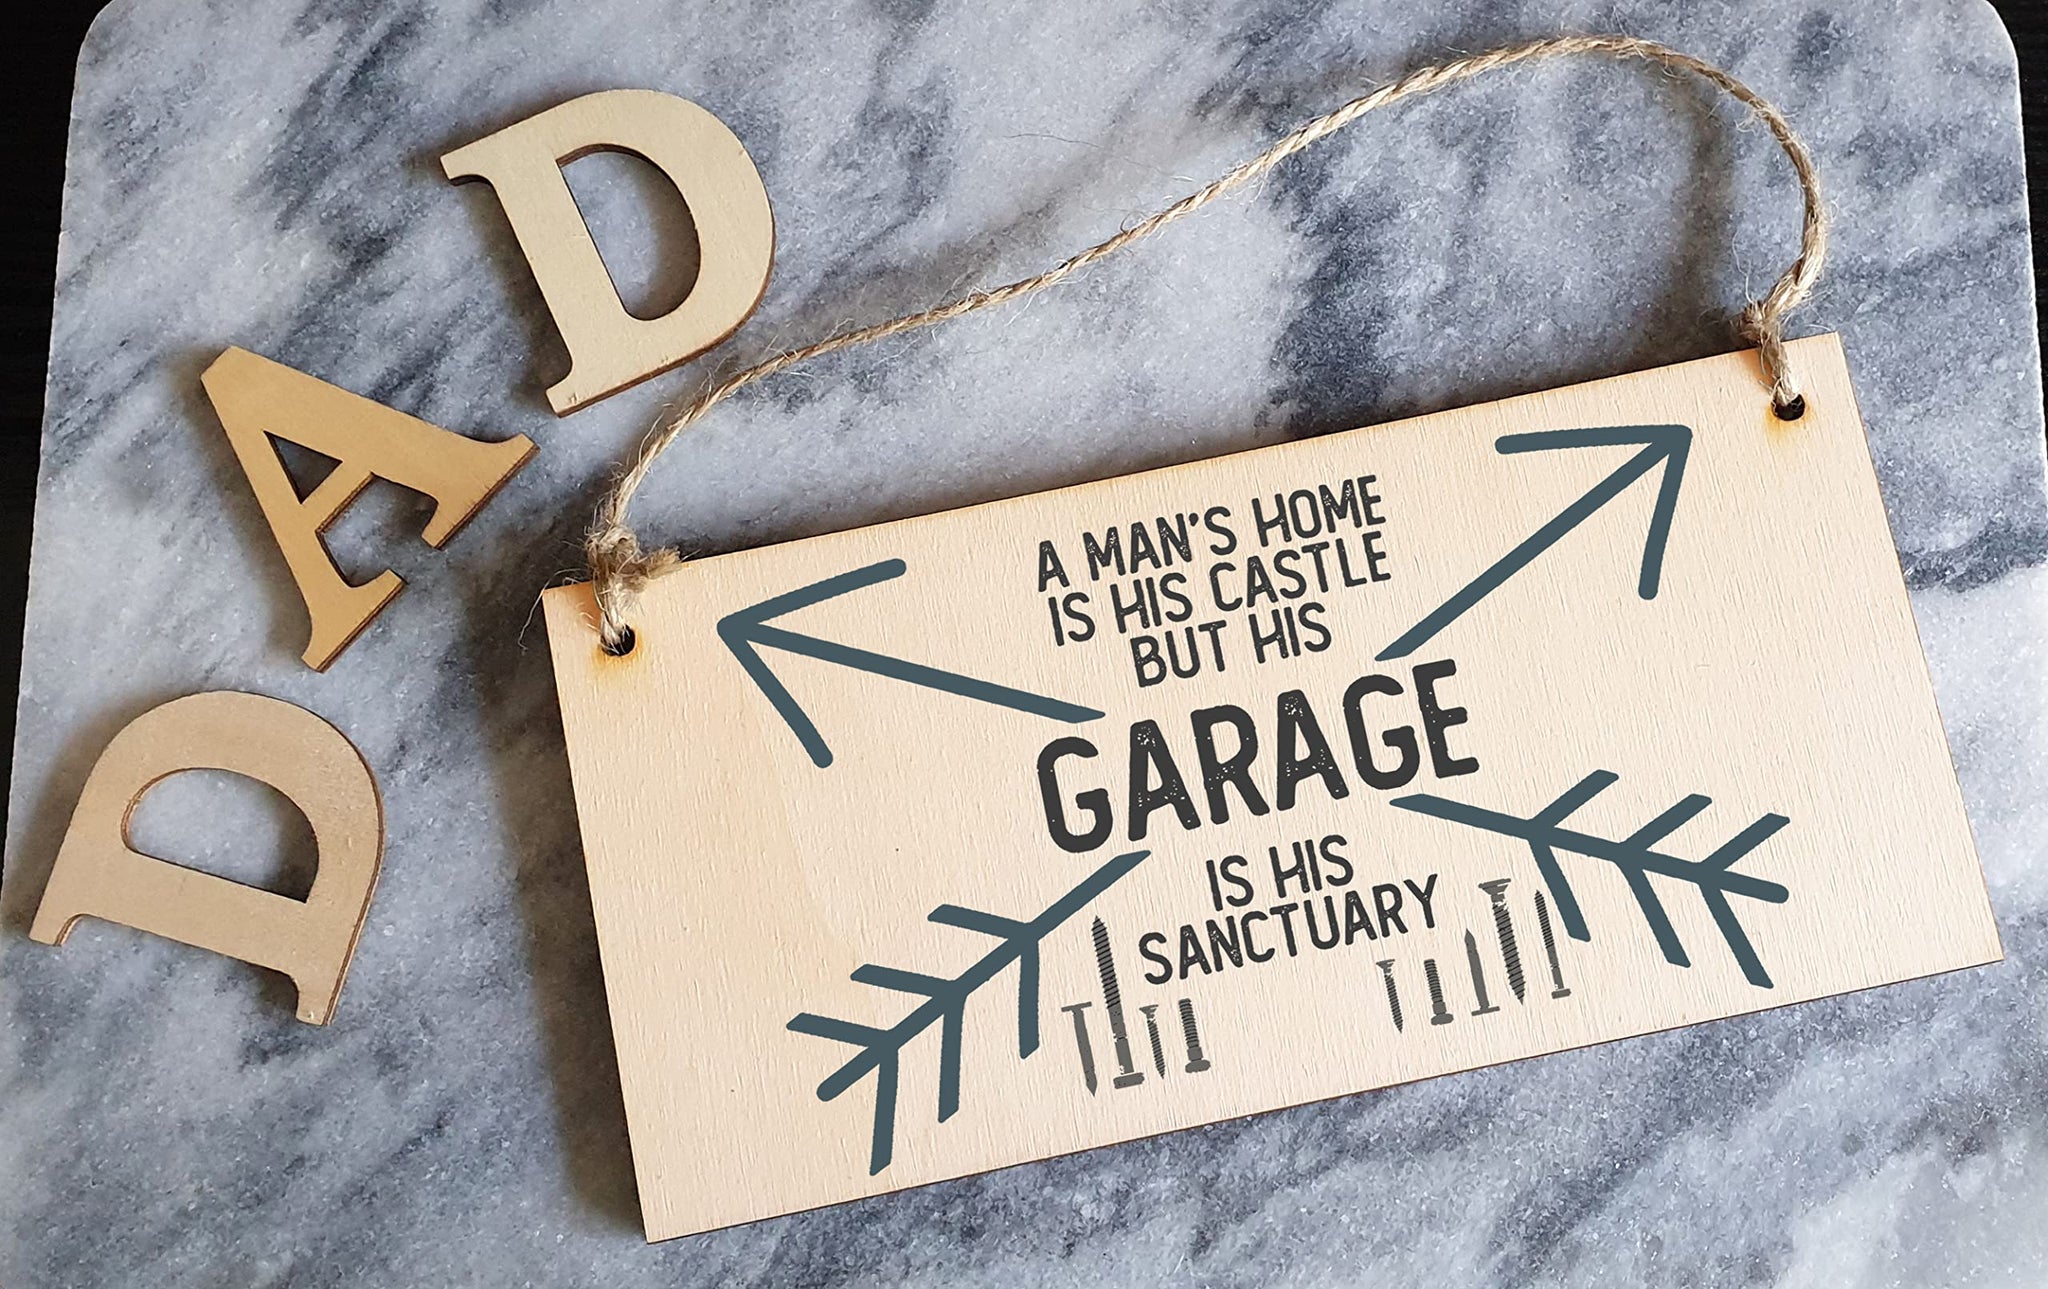 DAD
A MAN'S HOME
IS HIS CASTLE
BUT HIS
GARAGE
IS HIS
SANCTUARY